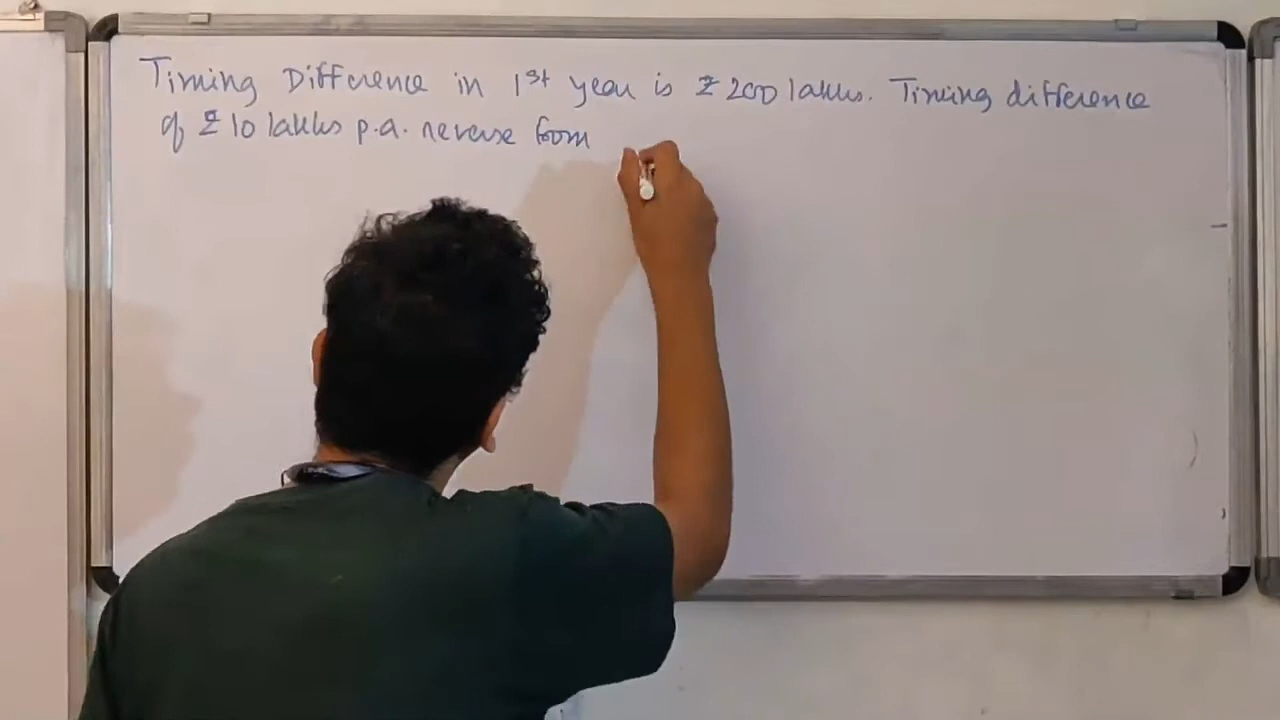 Timing Difference in 1st year is ₹ 200 lakhs. Timing difference
of ₹ 10 lakhs p.a. reverse from